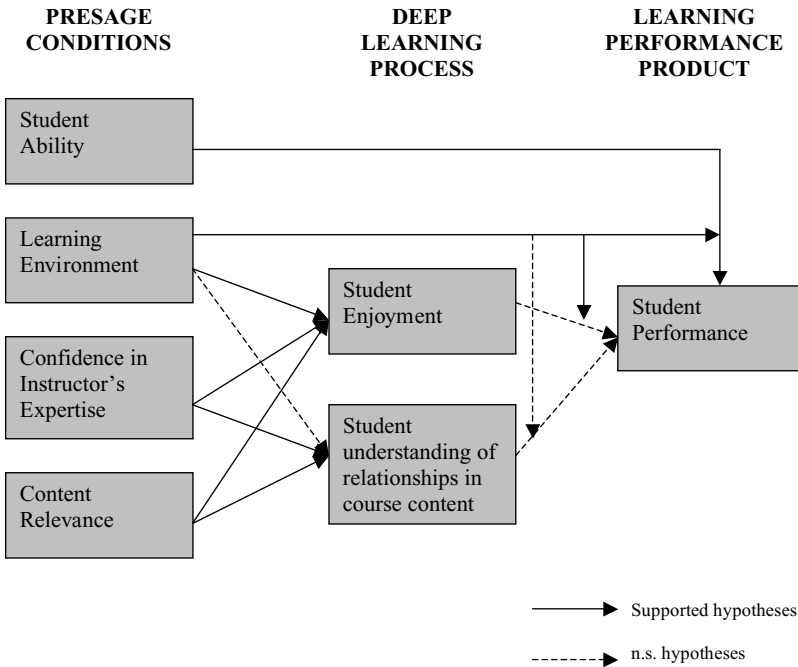 PRESAGE
CONDITIONS
DEEP
LEARNING
PROCESS
LEARNING
PERFORMANCE
PRODUCT
Student
Ability
Learning
Environment
Confidence in
Instructor’s
Expertise
Content
Relevance
Student
Enjoyment
Student
understanding of
relationships in
course content
Student
Performance
Supported hypotheses
n.s. hypotheses